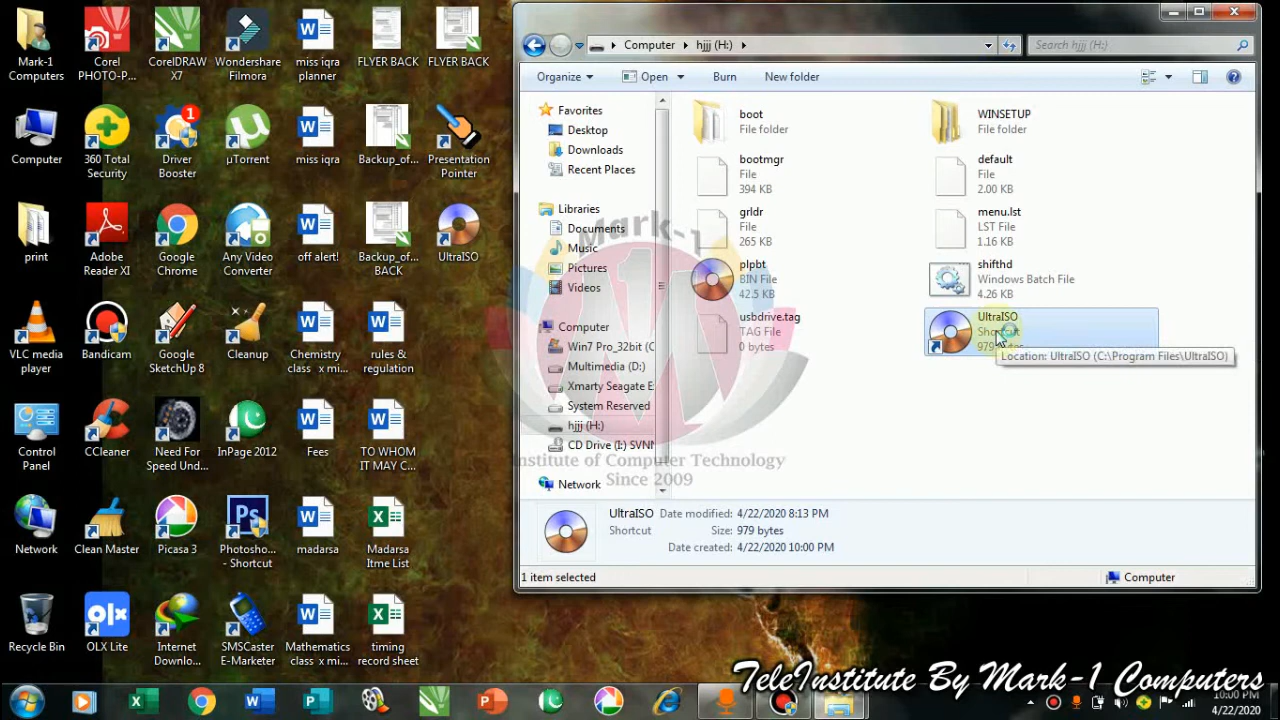 Mark-1
Computers
Corel
PHOTO-P...
CorelDRAW
X7
Wondershare
Filmora
miss iqra
planner
FLYER BACK
FLYER BACK
Computer
360 Total
Security
1
Driver
Booster
µTorrent
miss iqra
Backup_of...
Presentation
Pointer
print
Adobe
Reader XI
Google
Chrome
Any Video
Converter
off alert!
Backup_of...
BACK
UltraISO
VLC media
player
Bandicam
Google
SketchUp 8
Cleanup
Chemistry
class x mi...
rules &
regulation
Control
Panel
CCleaner
Need For
Speed Und...
InPage 2012
Fees
TO WHOM
IT MAY C...
Network
Clean Master
Picasa 3
Photosho...
- Shortcut
madarsa
Madarsa
Itme List
Recycle Bin
OLX Lite
Internet
Downlo...
SMSCaster
E-Marketer
Mathematics
class x mi...
timing
record sheet
Computer
hjjj (H:)
Search hjjj (H:)
Organize
Open
Burn
New folder
Favorites
Desktop
Downloads
Recent Places
Libraries
Documents
Music
Pictures
Videos
Computer
Win7 Pro_32bit (C
Multimedia (D:)
Xmarty Seagate E
System Reserved
hjjj (H:)
CD Drive (I:) SVNN
Network
boot
File folder
WINSETUP
File folder
bootmgr
File
394 KB
default
File
2.00 KB
grldr
File
265 KB
menu.lst
LST File
1.16 KB
plpbt
BIN File
42.5 KB
shifthd
Windows Batch File
4.26 KB
usbdrive.tag
TAG File
0 bytes
UltraISO
Shortcut
979 bytes
Location: UltraISO (C:\Program Files\UltraISO)
mark-1
nstitute of Computer Technology
Since 2009
UltraISO
Shortcut
Date modified: 4/22/2020 8:13 PM
Size: 979 bytes
Date created: 4/22/2020 10:00 PM
1 item selected
Computer
TeleInstitute By Mark-1 Computers
10:00 PM
4/22/2020